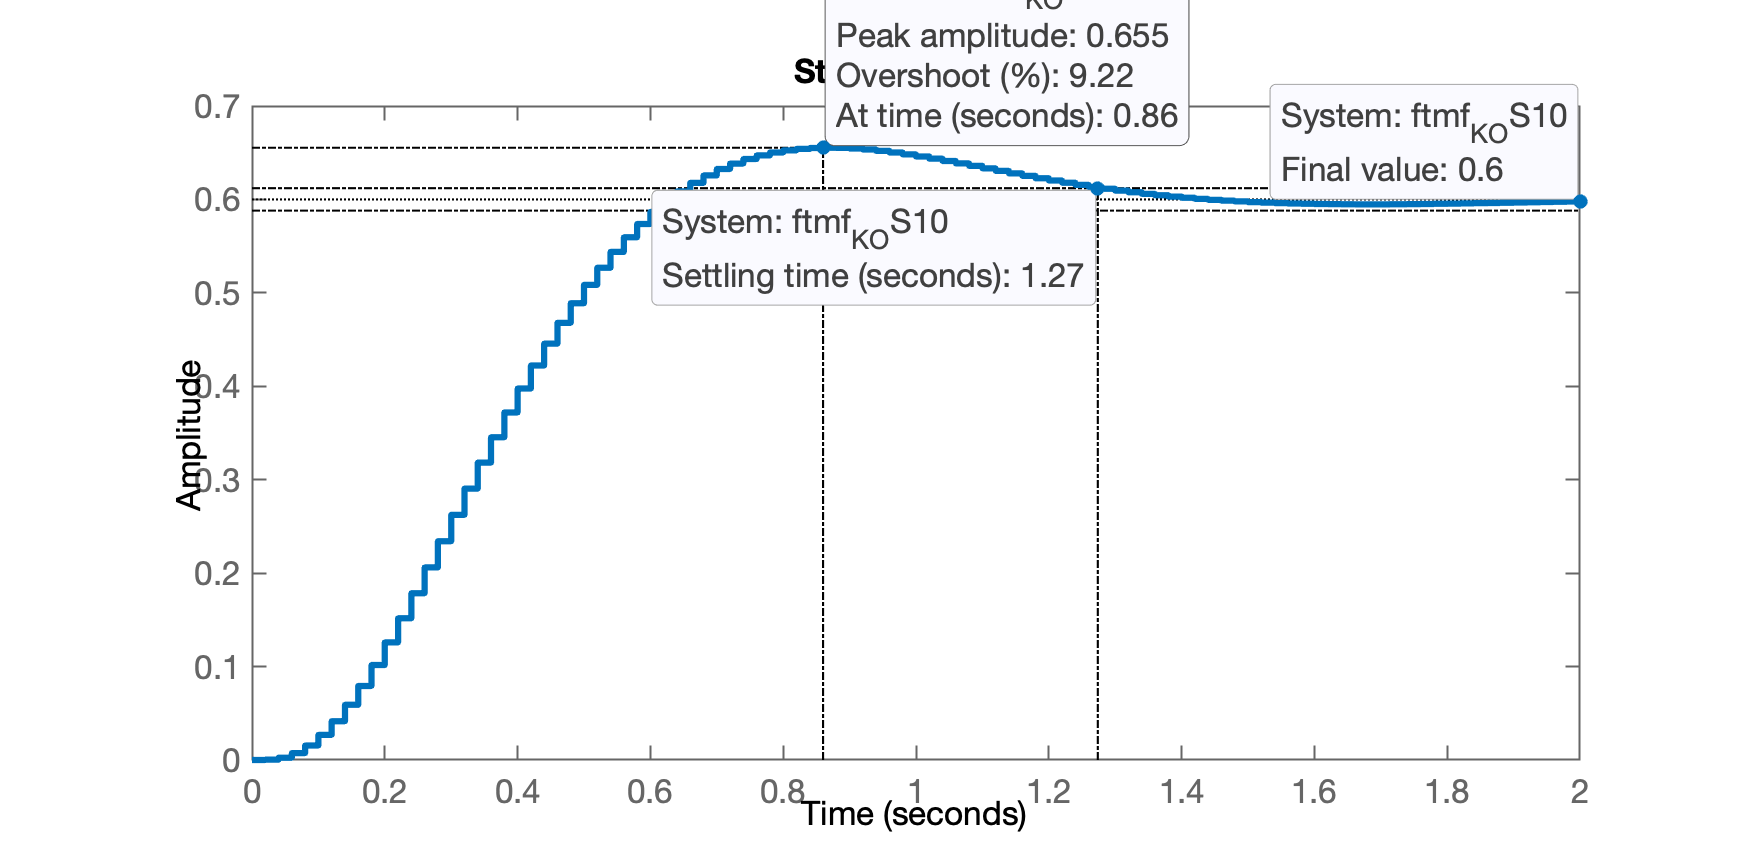 KO
Peak amplitude: 0.655
Overshoot (%): 9.22
At time (seconds): 0.86
St
System: ftmfKOS10
Final value: 0.6
System: ftmfKOS10
Settling time (seconds): 1.27
0.7
0.6
0.5
0.4
0.3
0.2
0.1
0
Amplitude
0 0.2 0.4 0.6 0.8 1 1.2 1.4 1.6 1.8 2
Time (seconds)